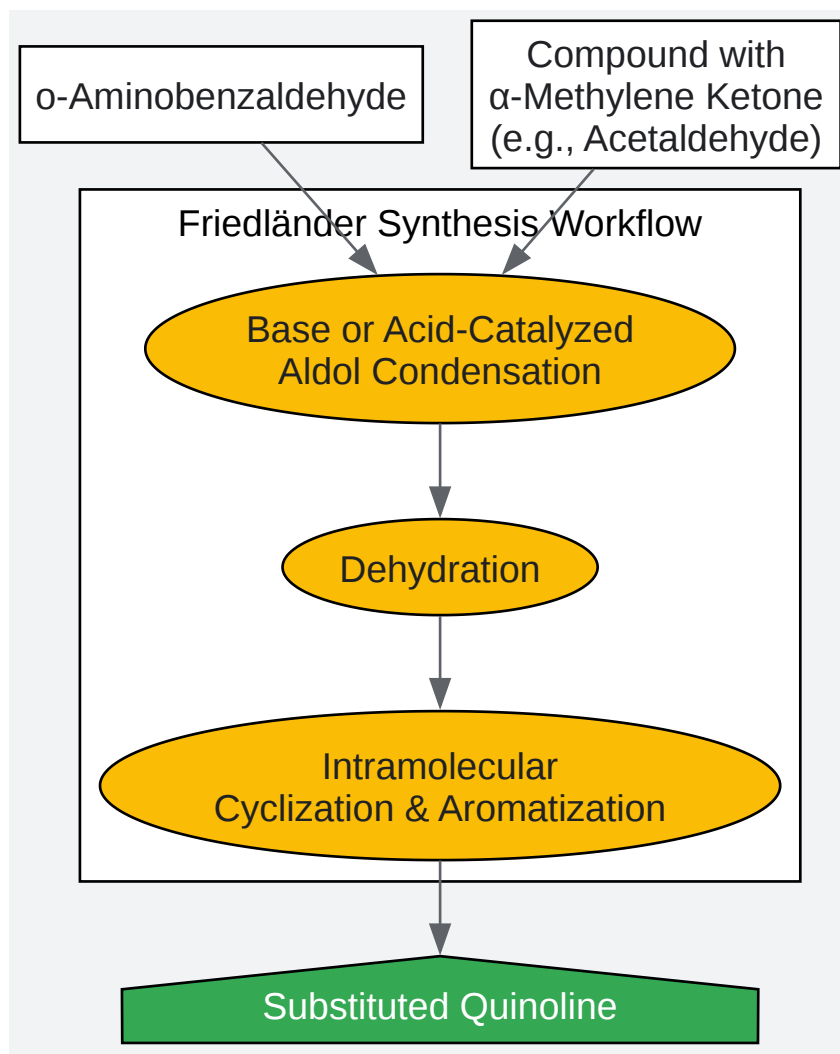 o-Aminobenzaldehyde
Compound with
α-Methylene Ketone
(e.g., Acetaldehyde)
Friedländer Synthesis Workflow
Base or Acid-Catalyzed
Aldol Condensation
Dehydration
Intramolecular
Cyclization & Aromatization
Substituted Quinoline